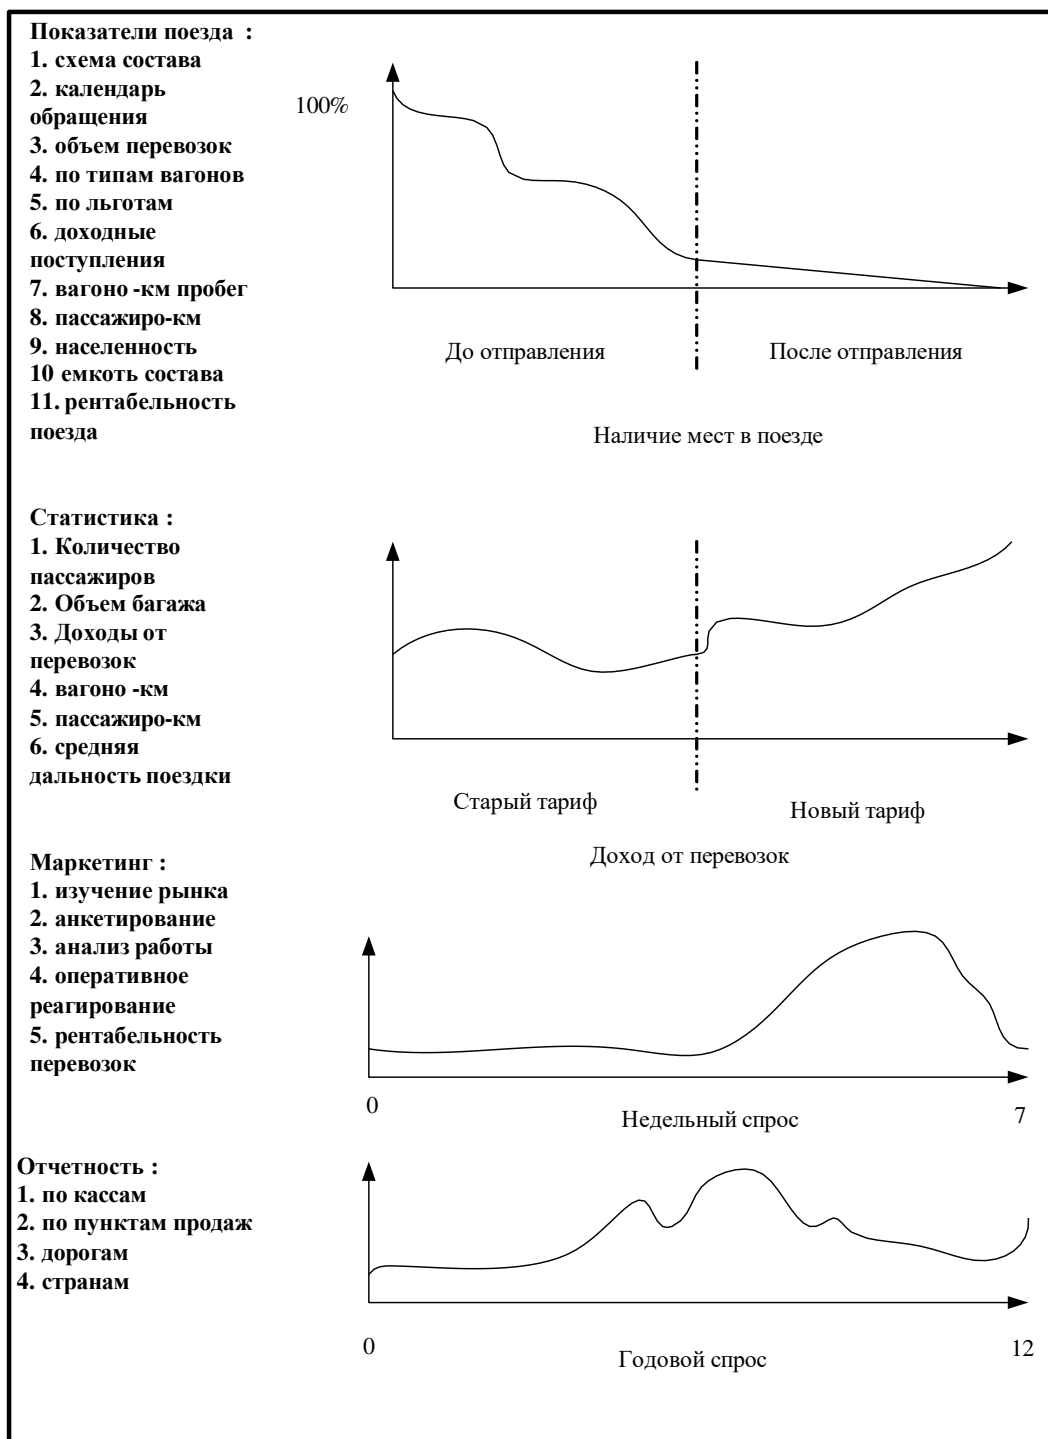 Показатели поезда :
1. схема состава
2. календарь
обращения
3. объем перевозок
4. по типам вагонов
5. по льготам
6. доходные
поступления
7. вагоно -км пробег
8. пассажиро-км
9. населенность
10 емкоть состава
11. рентабельность
поезда
100%
До отправления
После отправления
Наличие мест в поезде
Статистика :
1. Количество
пассажиров
2. Объем багажа
3. Доходы от
перевозок
4. вагоно -км
5. пассажиро-км
6. средняя
дальность поездки
Старый тариф
Новый тариф
Доход от перевозок
Маркетинг :
1. изучение рынка
2. анкетирование
3. анализ работы
4. оперативное
реагирование
5. рентабельность
перевозок
0
Недельный спрос
7
Отчетность :
1. по кассам
2. по пунктам продаж
3. дорогам
4. странам
0
Годовой спрос
12